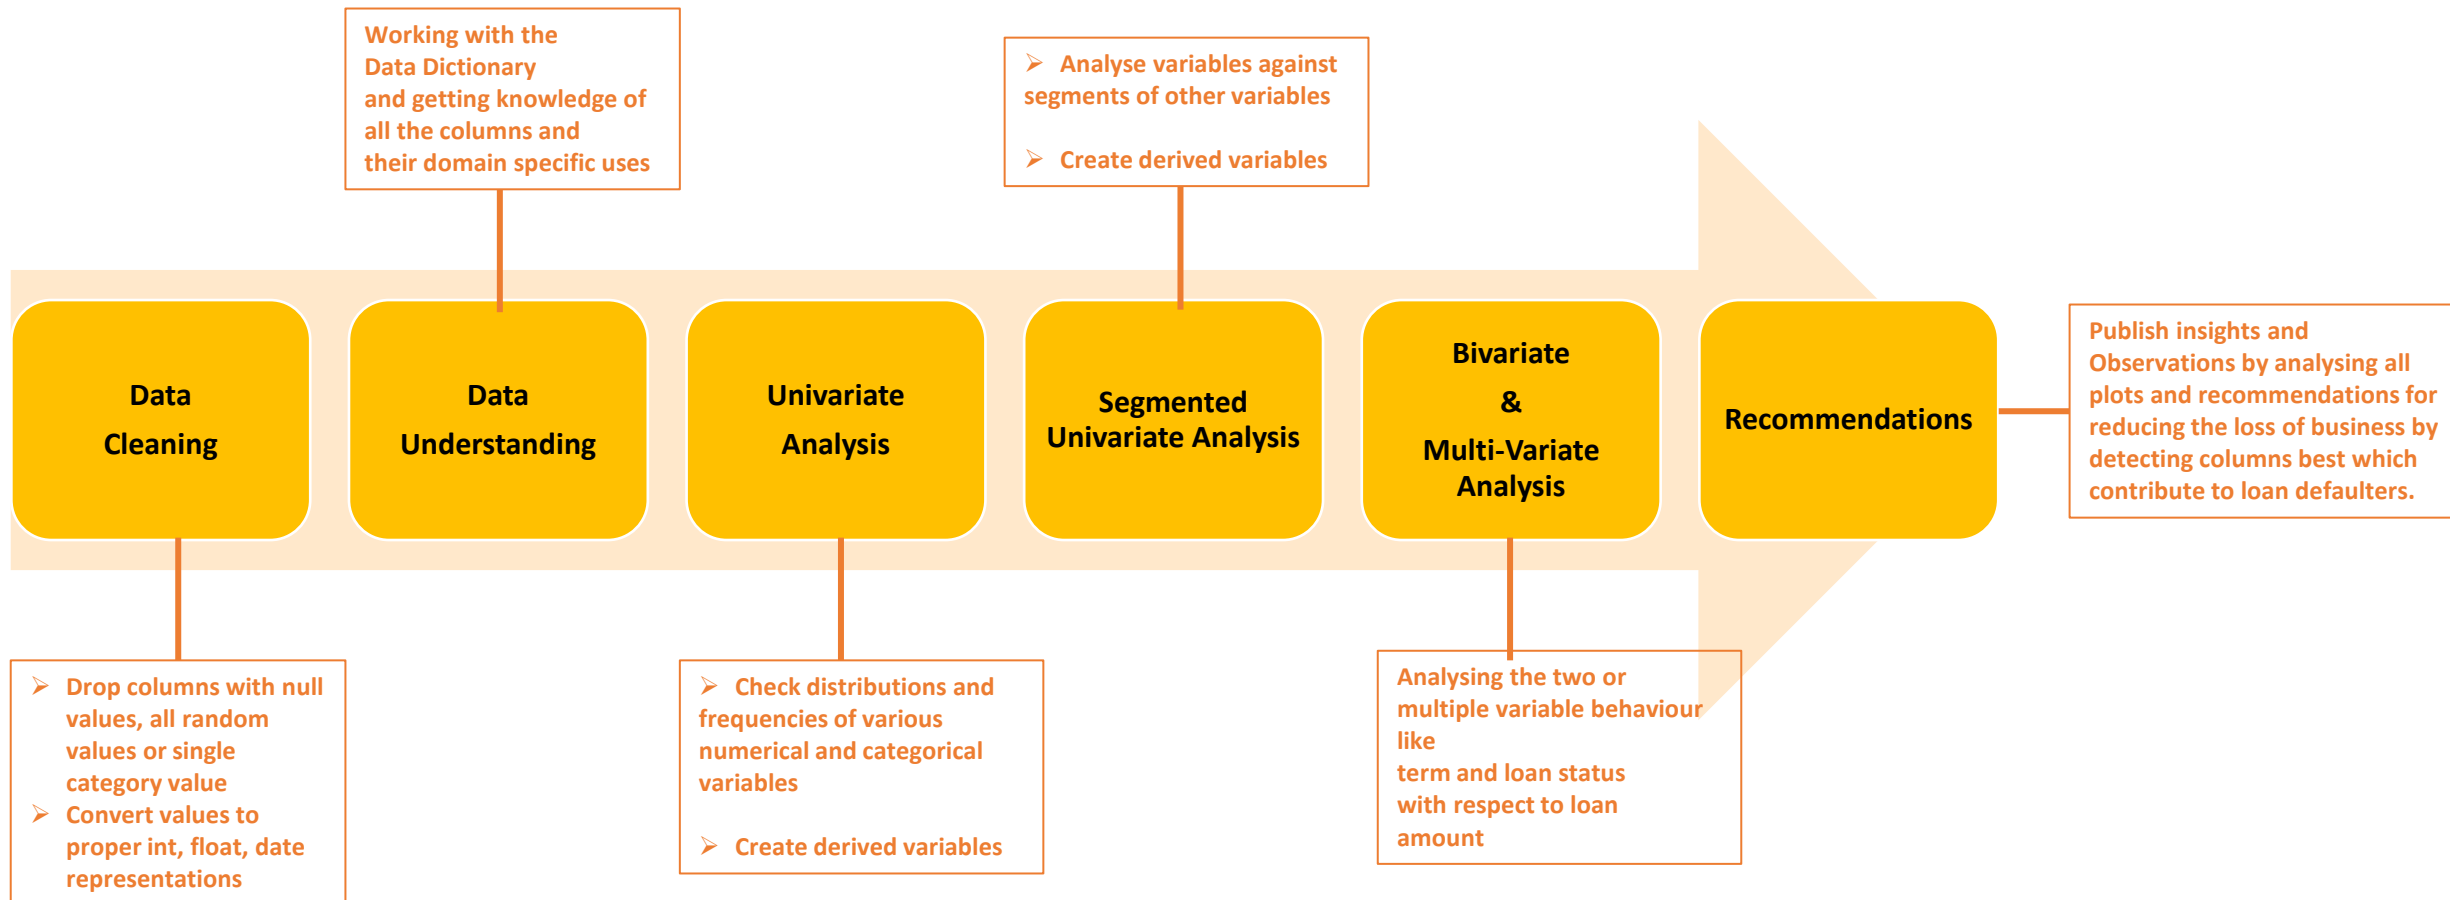 Working with the
Data Dictionary
and getting knowledge of
all the columns and
their domain specific uses
➢ Analyse variables against
segments of other variables
➢ Create derived variables
Data
Cleaning
Data
Understanding
Univariate
Analysis
Segmented
Univariate Analysis
Bivariate
&
Multi-Variate
Analysis
Recommendations
Publish insights and
Observations by analysing all
plots and recommendations for
reducing the loss of business by
detecting columns best which
contribute to loan defaulters.
➢ Drop columns with null
values, all random
values or single
category value
➢ Convert values to
proper int, float, date
representations
➢ Check distributions and
frequencies of various
numerical and categorical
variables
➢ Create derived variables
Analysing the two or
multiple variable behaviour
like
term and loan status
with respect to loan
amount